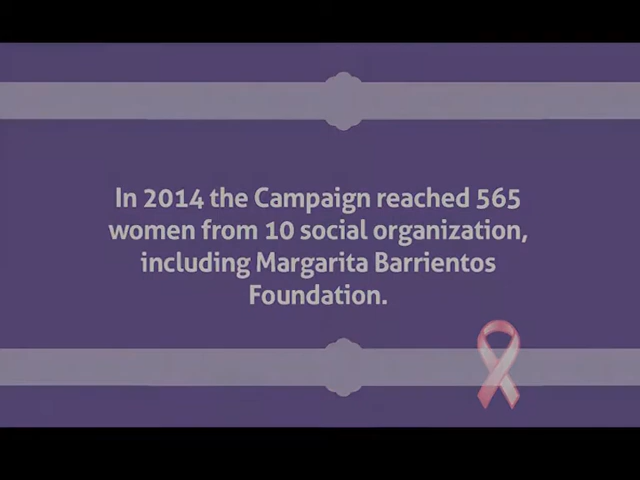 In 2014 the Campaign reached 565
women from 10 social organization,
including Margarita Barrientos
Foundation.